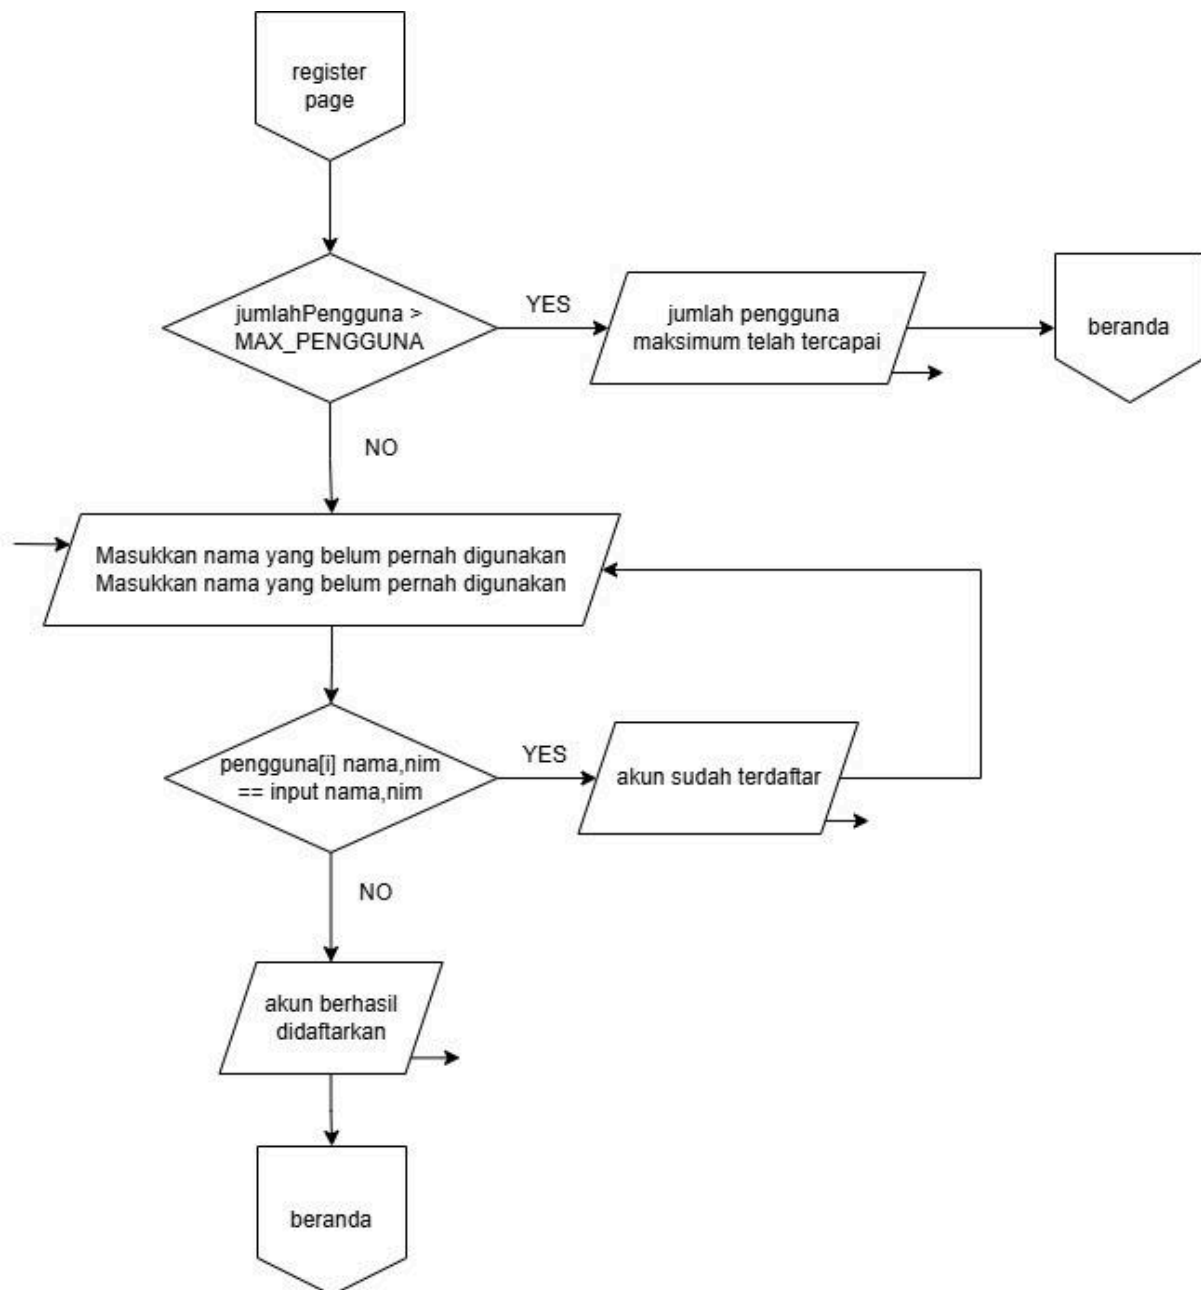 register
page
jumlahPengguna >
MAX_PENGGUNA
YES
jumlah pengguna
maksimum telah tercapai
beranda
NO
Masukkan nama yang belum pernah digunakan
Masukkan nama yang belum pernah digunakan
pengguna[i] nama,nim
== input nama,nim
YES
akun sudah terdaftar
NO
akun berhasil
didaftarkan
beranda